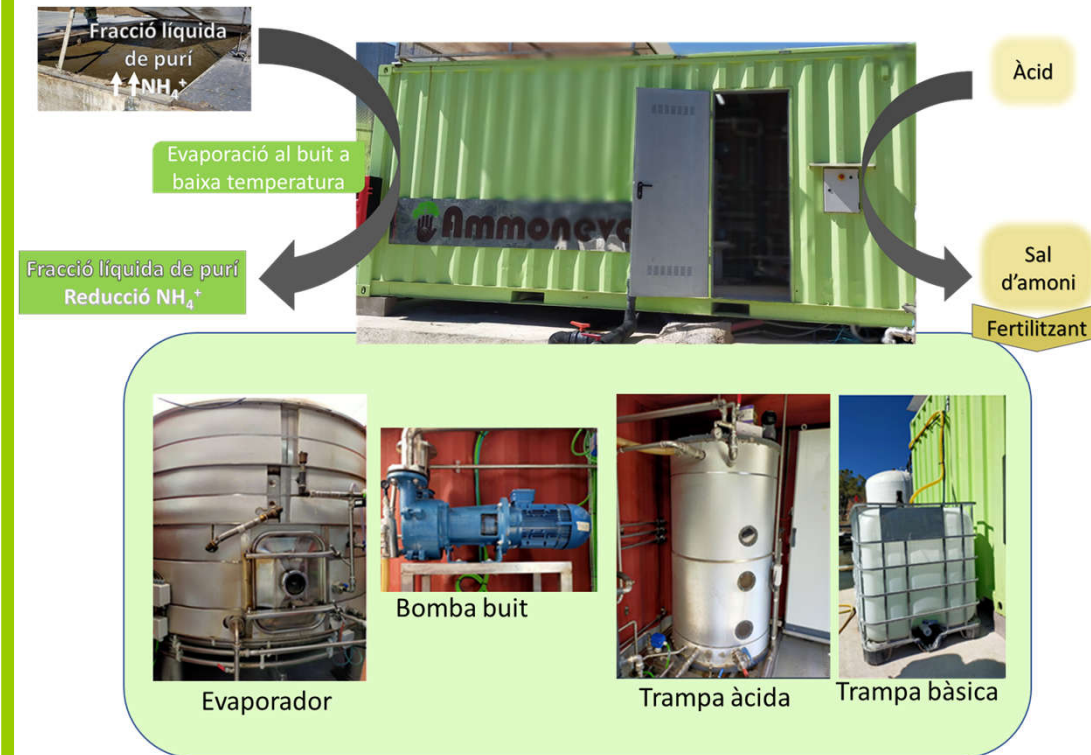 Fracció líquida
de purí
↑↑NH₄⁺
Àcid
Evaporació al buit a
baixa temperatura
Ammoneva
Fracció líquida de purí
Reducció NH₄⁺
Sal
d’amoni
Fertilitzant
Evaporador
Bomba buit
Trampa àcida
Trampa bàsica